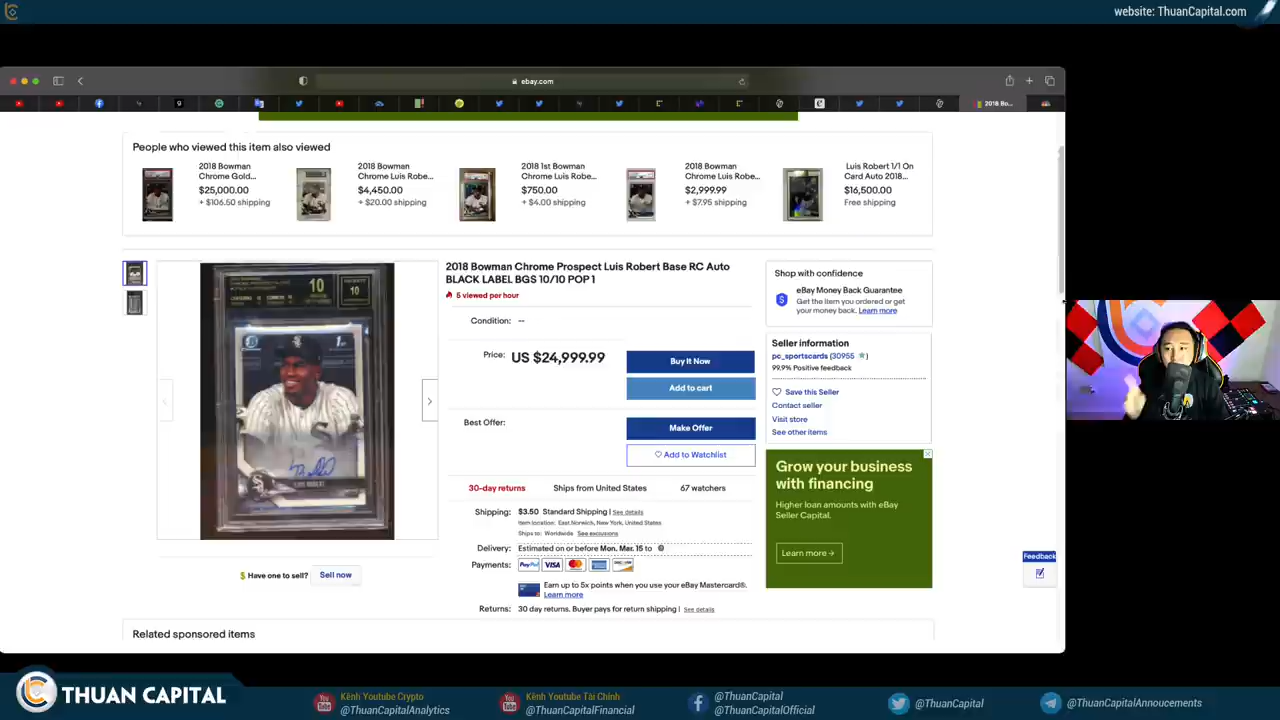 website: ThuanCapital.com
ebay.com
2018 Bo...
People who viewed this item also viewed
2018 Bowman
Chrome Gold...
$25,000.00
+ $106.50 shipping
2018 Bowman
Chrome Luis Robe...
$4,450.00
+ $20.00 shipping
2018 1st Bowman
Chrome Luis Robe...
$750.00
+ $4.00 shipping
2018 Bowman
Chrome Luis Robe...
$2,999.99
+ $7.95 shipping
Luis Robert 1/1 On
Card Auto 2018...
$16,500.00
Free shipping
10
10
1st
LUIS ROBERT
2018 Bowman Chrome Prospect Luis Robert Base RC Auto
BLACK LABEL BGS 10/10 POP 1
5 viewed per hour
Condition: --
Price: US $24,999.99
Buy It Now
Add to cart
Best Offer:
Make Offer
Add to Watchlist
30-day returns
Ships from United States
67 watchers
Shipping: $3.50 Standard Shipping | See details
Item location: East Norwich, New York, United States
Ships to: Worldwide See exclusions
Delivery: Estimated on or before Mon. Mar. 15 to
Payments: PayPal VISA
Earn up to 5x points when you use your eBay Mastercard®.
Learn more
Returns: 30 day returns. Buyer pays for return shipping | See details
$ Have one to sell? Sell now
Related sponsored items
Shop with confidence
eBay Money Back Guarantee
Get the item you ordered or get
your money back. Learn more
Seller information
pc_sportscards (30955 )
99.9% Positive feedback
Save this Seller
Contact seller
Visit store
See other items
Grow your business
with financing
Higher loan amounts with eBay
Seller Capital.
Learn more →
Feedback
THUAN CAPITAL
Kênh Youtube Crypto
@ThuanCapitalAnalytics
Kênh Youtube Tài Chính
@ThuanCapitalOfficial
@ThuanCapital
@ThuanCapitalOfficial
@ThuanCapital
@ThuanCapitalAnnoucements